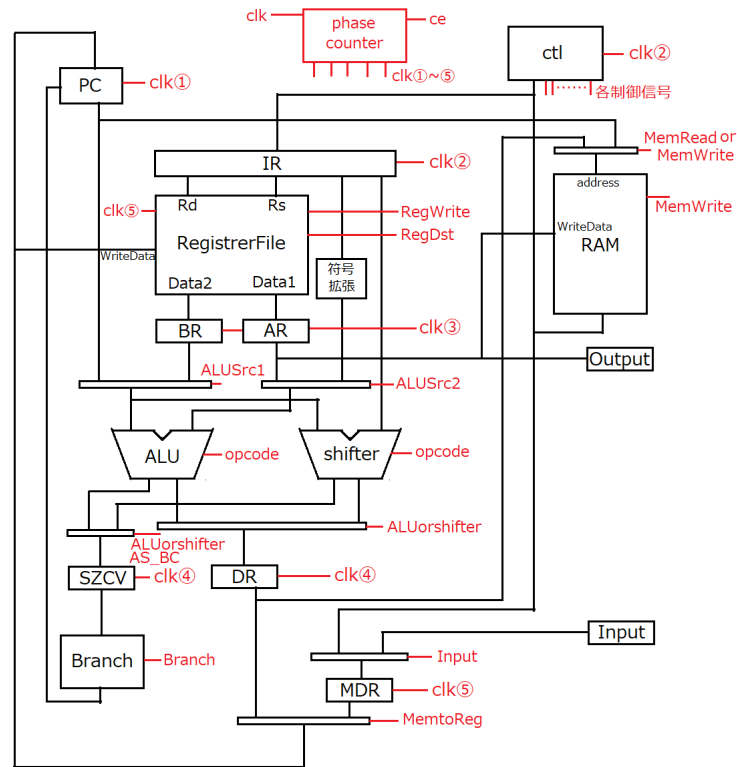 clk
phase
counter
ce
clk①~⑤
ctl
clk②
各制御信号
PC
clk①
MemRead or
MemWrite
IR
clk②
address
clk⑤
Rd
Rs
RegWrite
MemWrite
WriteData
RegistrerFile
RegDst
WriteData
RAM
Data2
Data1
符号
拡張
BR
AR
clk③
Output
ALUSrc1
ALUSrc2
ALU
opcode
shifter
opcode
ALUorshifter
ALUorshifter
AS_BC
SZCV
clk④
DR
clk④
Input
Branch
Branch
Input
MDR
clk⑤
MemtoReg